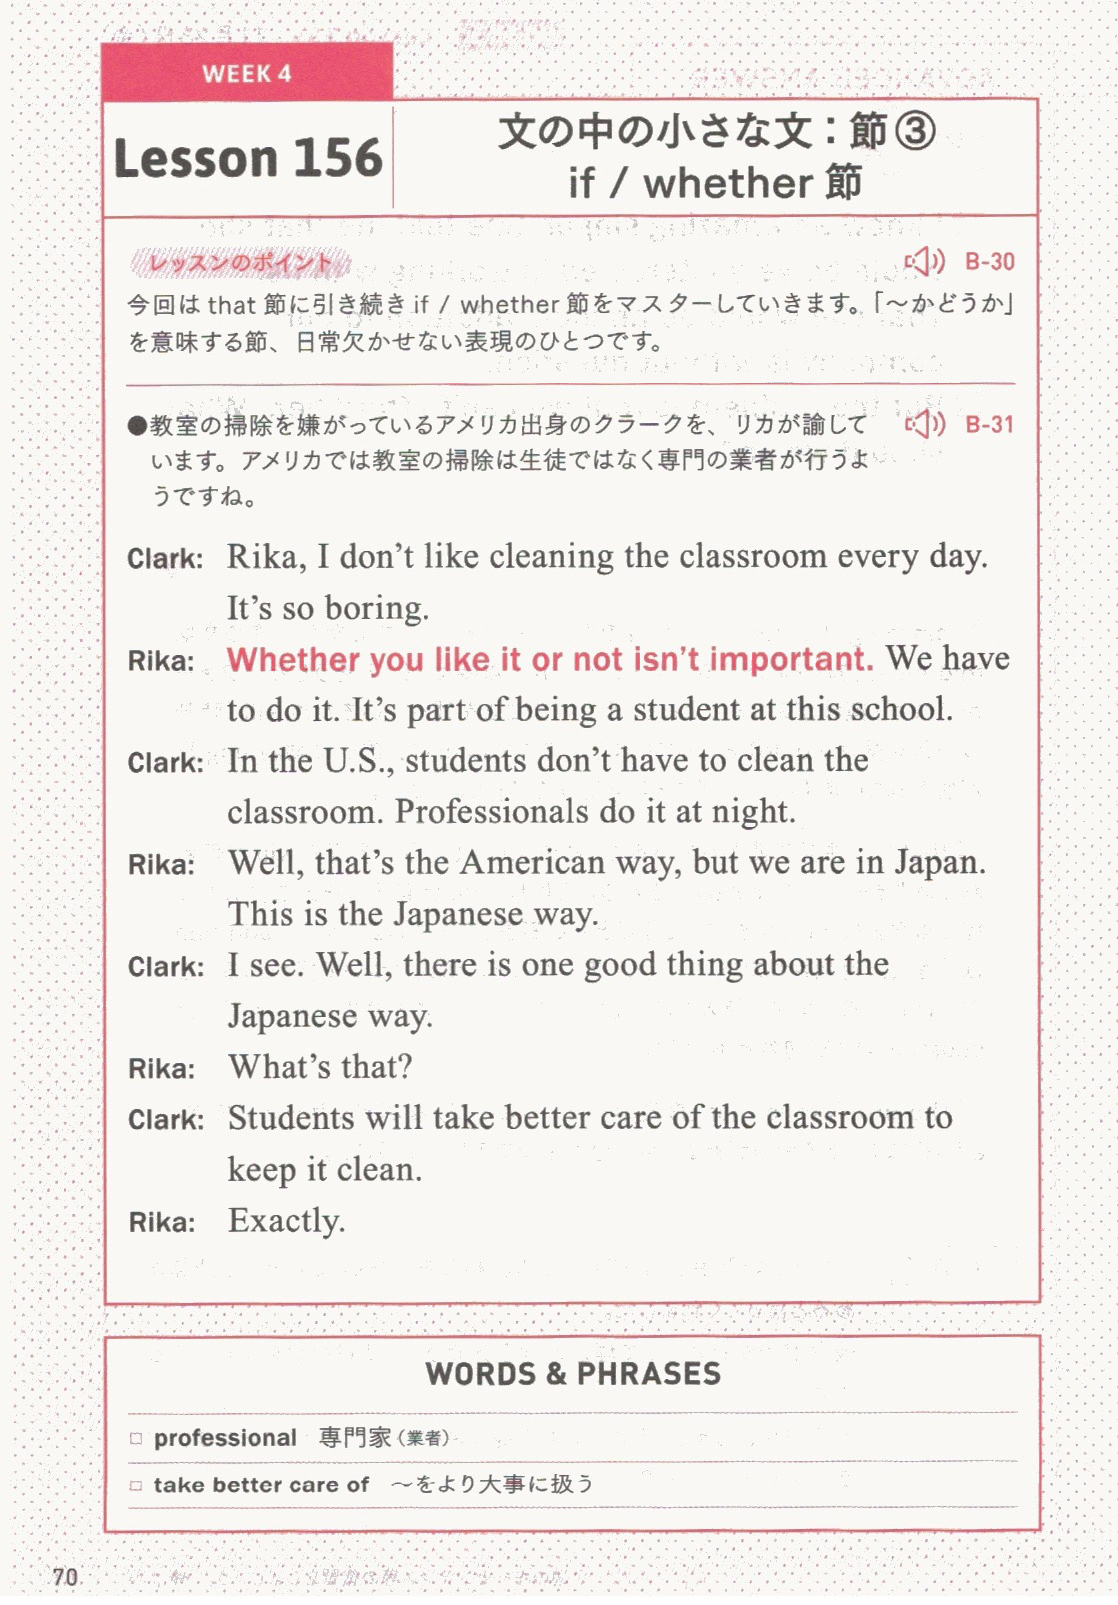 WEEK 4
Lesson 156
文の中の小さな文：節③
if / whether 節
レッスンのポイント
B-30
今回は that 節に引き続き if / whether 節をマスターしていきます。「～かどうか」
を意味する節、日常欠かせない表現のひとつです。
●教室の掃除を嫌がっているアメリカ出身のクラークを、リカが諭して
B-31
います。アメリカでは教室の掃除は生徒ではなく専門の業者が行うよ
うですね。
Clark: Rika, I don't like cleaning the classroom every day.
It's so boring.
Rika: Whether you like it or not isn't important. We have
to do it. It's part of being a student at this school.
Clark: In the U.S., students don't have to clean the
classroom. Professionals do it at night.
Rika: Well, that's the American way, but we are in Japan.
This is the Japanese way.
Clark: I see. Well, there is one good thing about the
Japanese way.
Rika: What's that?
Clark: Students will take better care of the classroom to
keep it clean.
Rika: Exactly.
WORDS & PHRASES
□ professional 専門家（業者）
□ take better care of ～をより大事に扱う
70